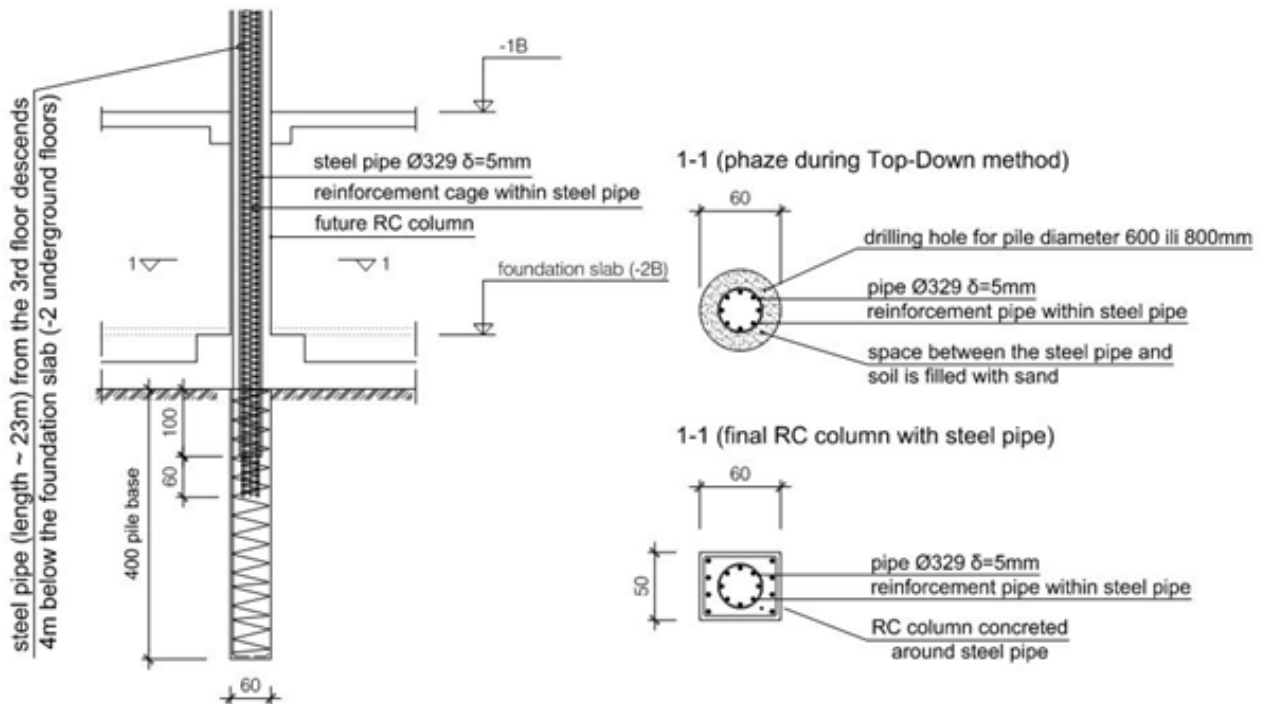 steel pipe (length ~ 23m) from the 3rd floor descends
4m below the foundation slab (-2 underground floors)
-1B
steel pipe Ø329 δ=5mm
reinforcement cage within steel pipe
future RC column
1
1
foundation slab (-2B)
100
60
400 pile base
60
1-1 (phaze during Top-Down method)
60
drilling hole for pile diameter 600 ili 800mm
pipe Ø329 δ=5mm
reinforcement pipe within steel pipe
space between the steel pipe and
soil is filled with sand
1-1 (final RC column with steel pipe)
60
50
pipe Ø329 δ=5mm
reinforcement pipe within steel pipe
RC column concreted
around steel pipe